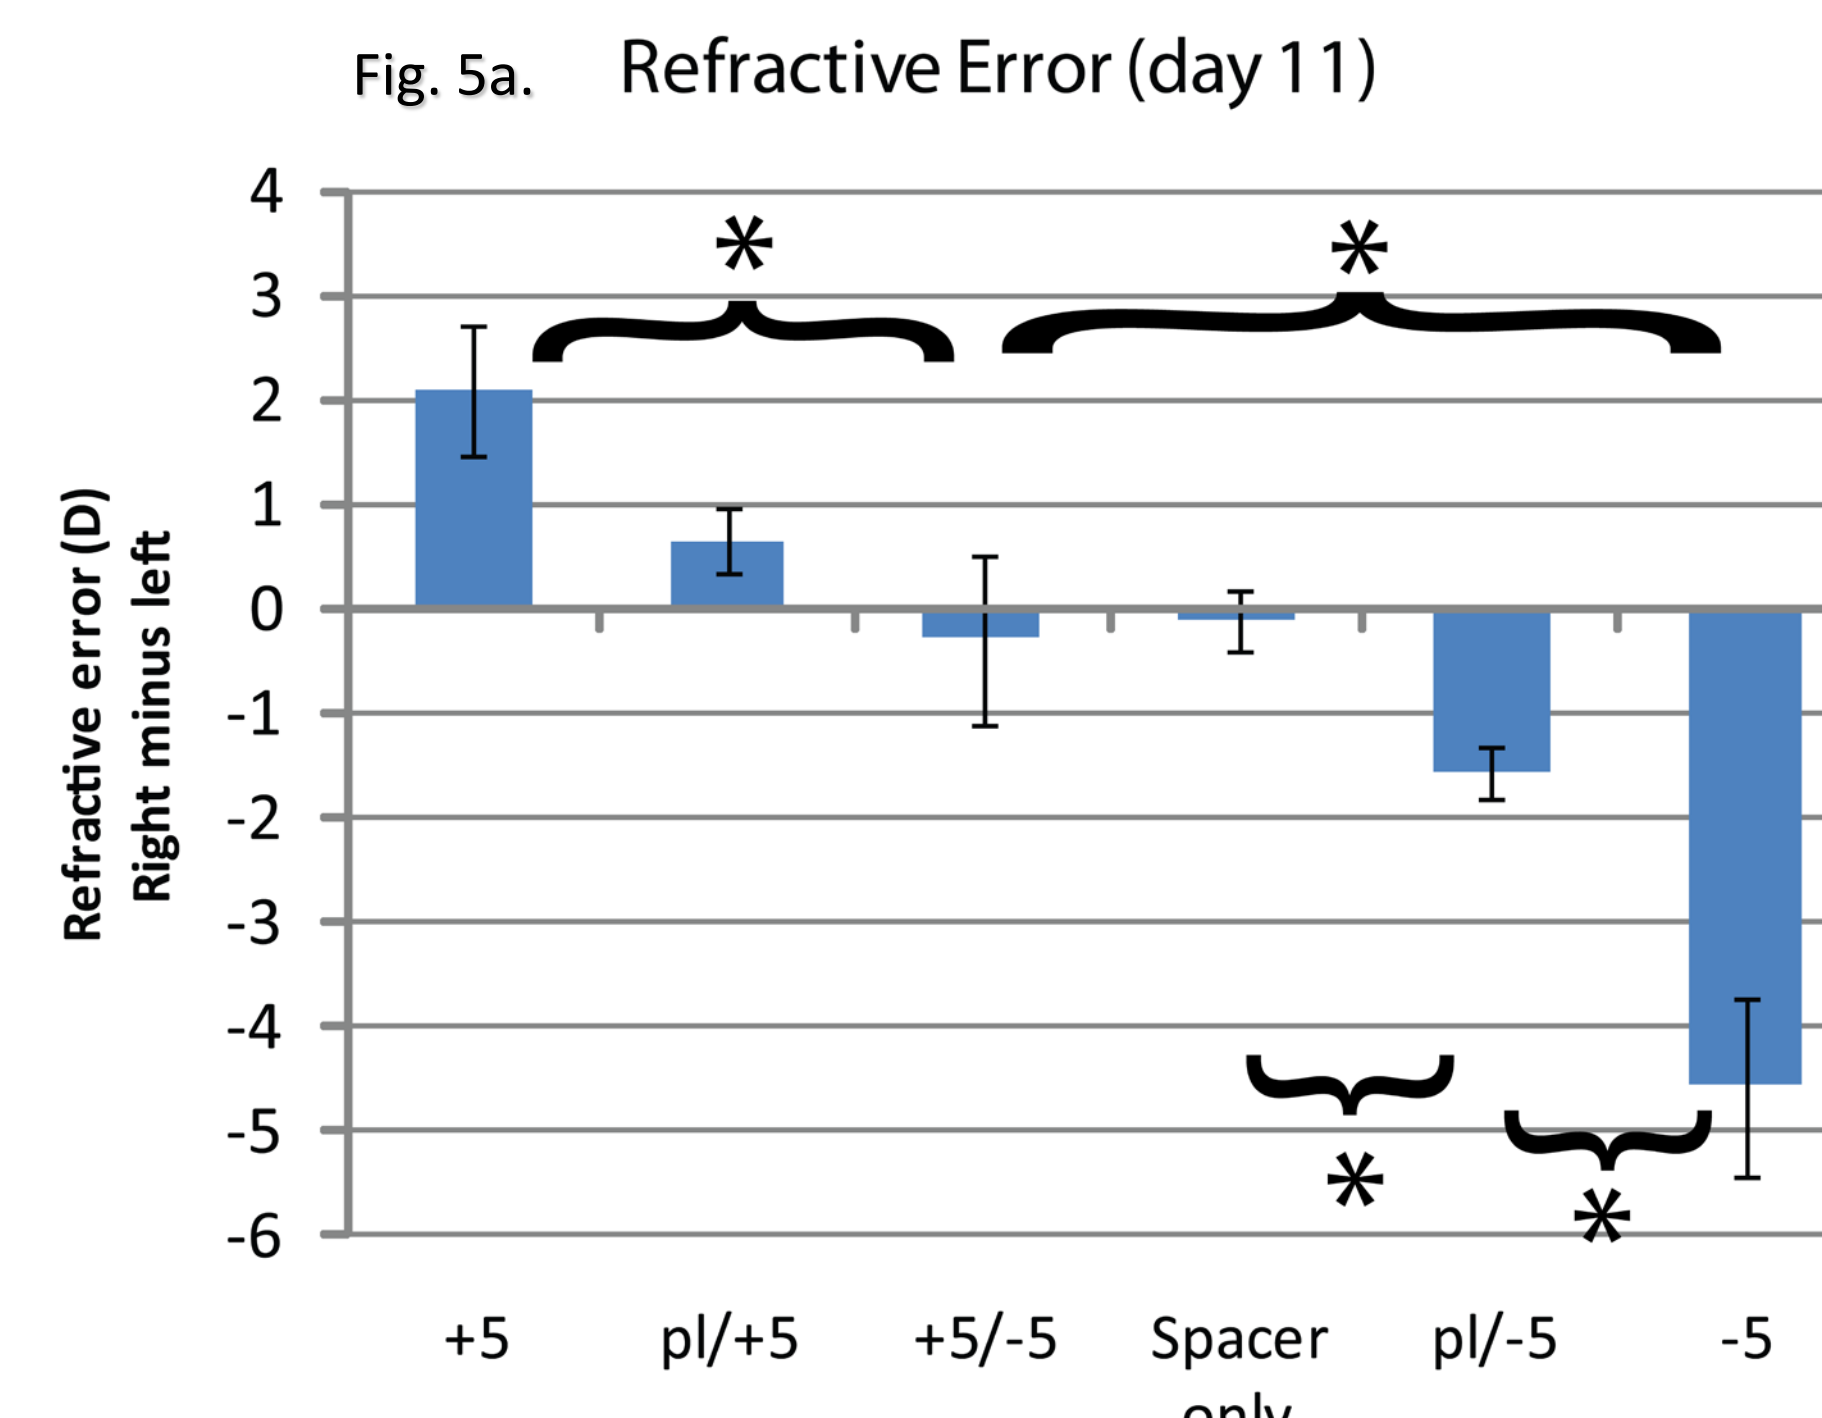 Fig. 5a.
Refractive Error (day 11)
4
3
2
1
0
-1
-2
-3
-4
-5
-6
Refractive error (D)
Right minus left
*
*
*
*
+5
pl/+5
+5/-5
Spacer
only
pl/-5
-5